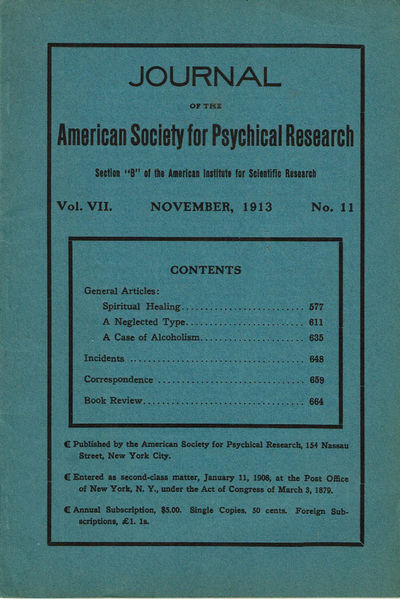 JOURNAL
OF THE
American Society for Psychical Research
Section "B" of the American Institute for Scientific Research
Vol. VII. NOVEMBER, 1913 No. 11
CONTENTS
General Articles:
Spiritual Healing........................ 577
A Neglected Type....................... 611
A Case of Alcoholism.................... 635
Incidents .................................. 648
Correspondence ............................. 659
Book Review............................... 664
Published by the American Society for Psychical Research, 154 Nassau
Street, New York City.
Entered as second-class matter, January 11, 1908, at the Post Office
of New York, N. Y., under the Act of Congress of March 3, 1879.
Annual Subscription, $5.00. Single Copies, 50 cents. Foreign Sub-
scriptions, £1. 1s.